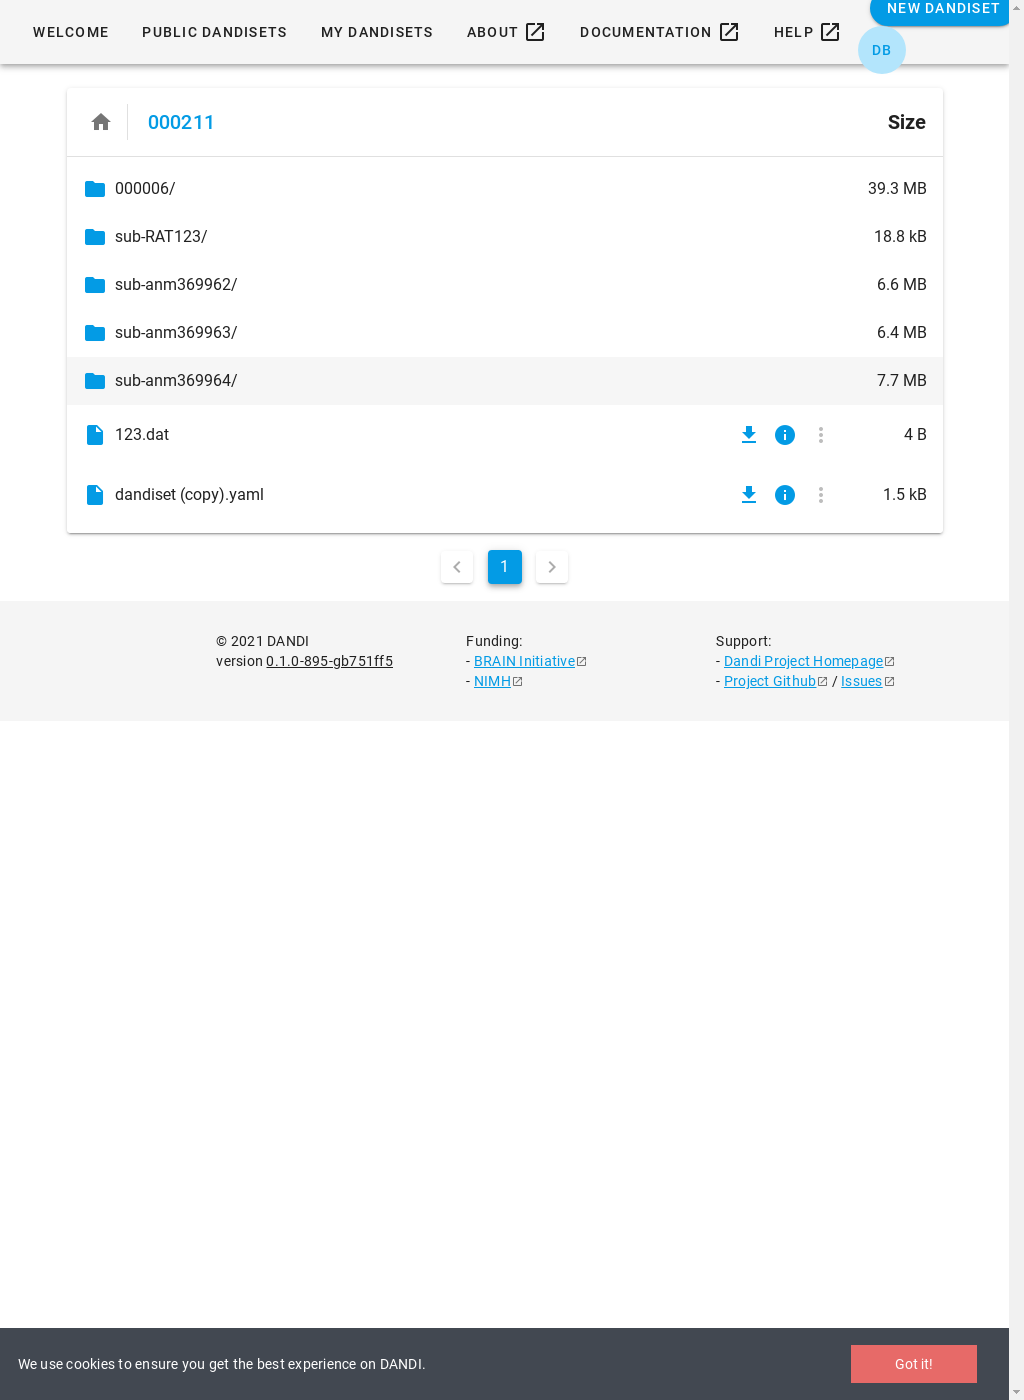 NEW DANDISET
WELCOME PUBLIC DANDISETS MY DANDISETS ABOUT DOCUMENTATION HELP
DB
000211 Size
000006/ 39.3 MB
sub-RAT123/ 18.8 kB
sub-anm369962/ 6.6 MB
sub-anm369963/ 6.4 MB
sub-anm369964/ 7.7 MB
123.dat 4 B
dandiset (copy).yaml 1.5 kB
1
© 2021 DANDI
version 0.1.0-895-gb751ff5
Funding:
- BRAIN Initiative
- NIMH
Support:
- Dandi Project Homepage
- Project Github / Issues
We use cookies to ensure you get the best experience on DANDI. Got it!